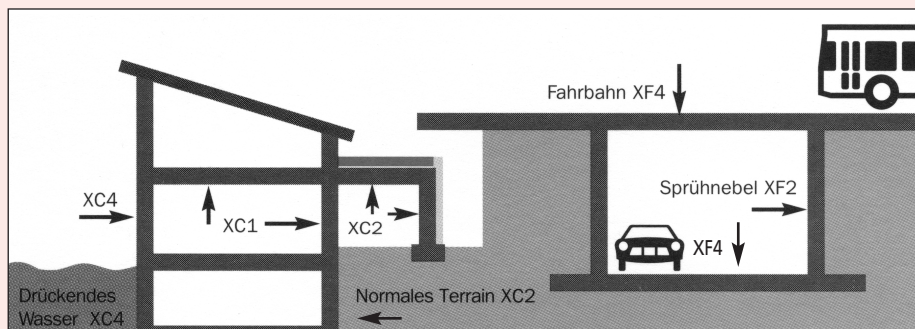 Fahrbahn XF4
XC4
XC1
XC2
Sprühnebel XF2
XF4
Drückendes
Wasser XC4
Normales Terrain XC2